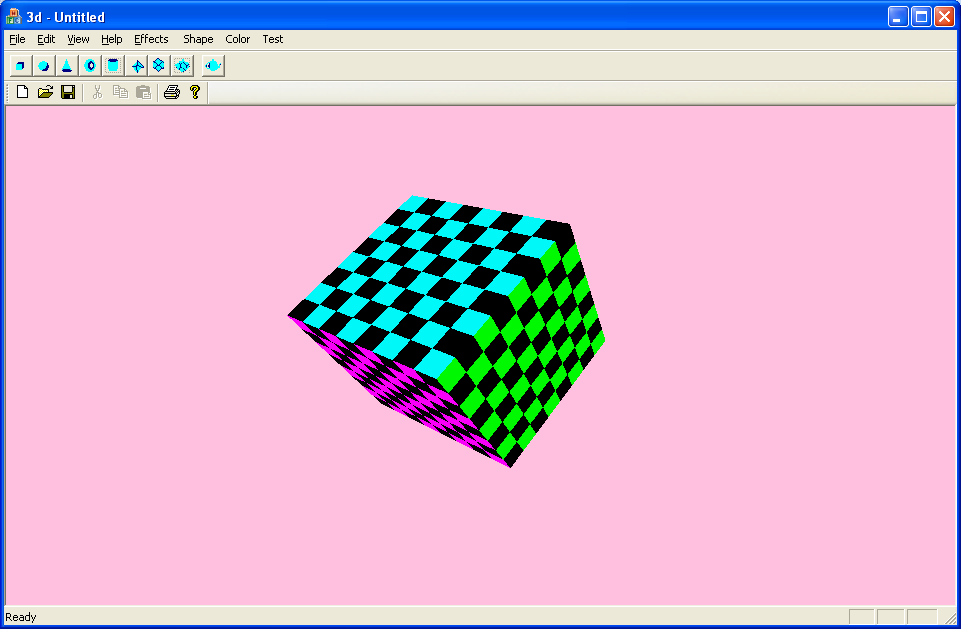 3d - Untitled
File Edit View Help Effects Shape Color Test
Ready